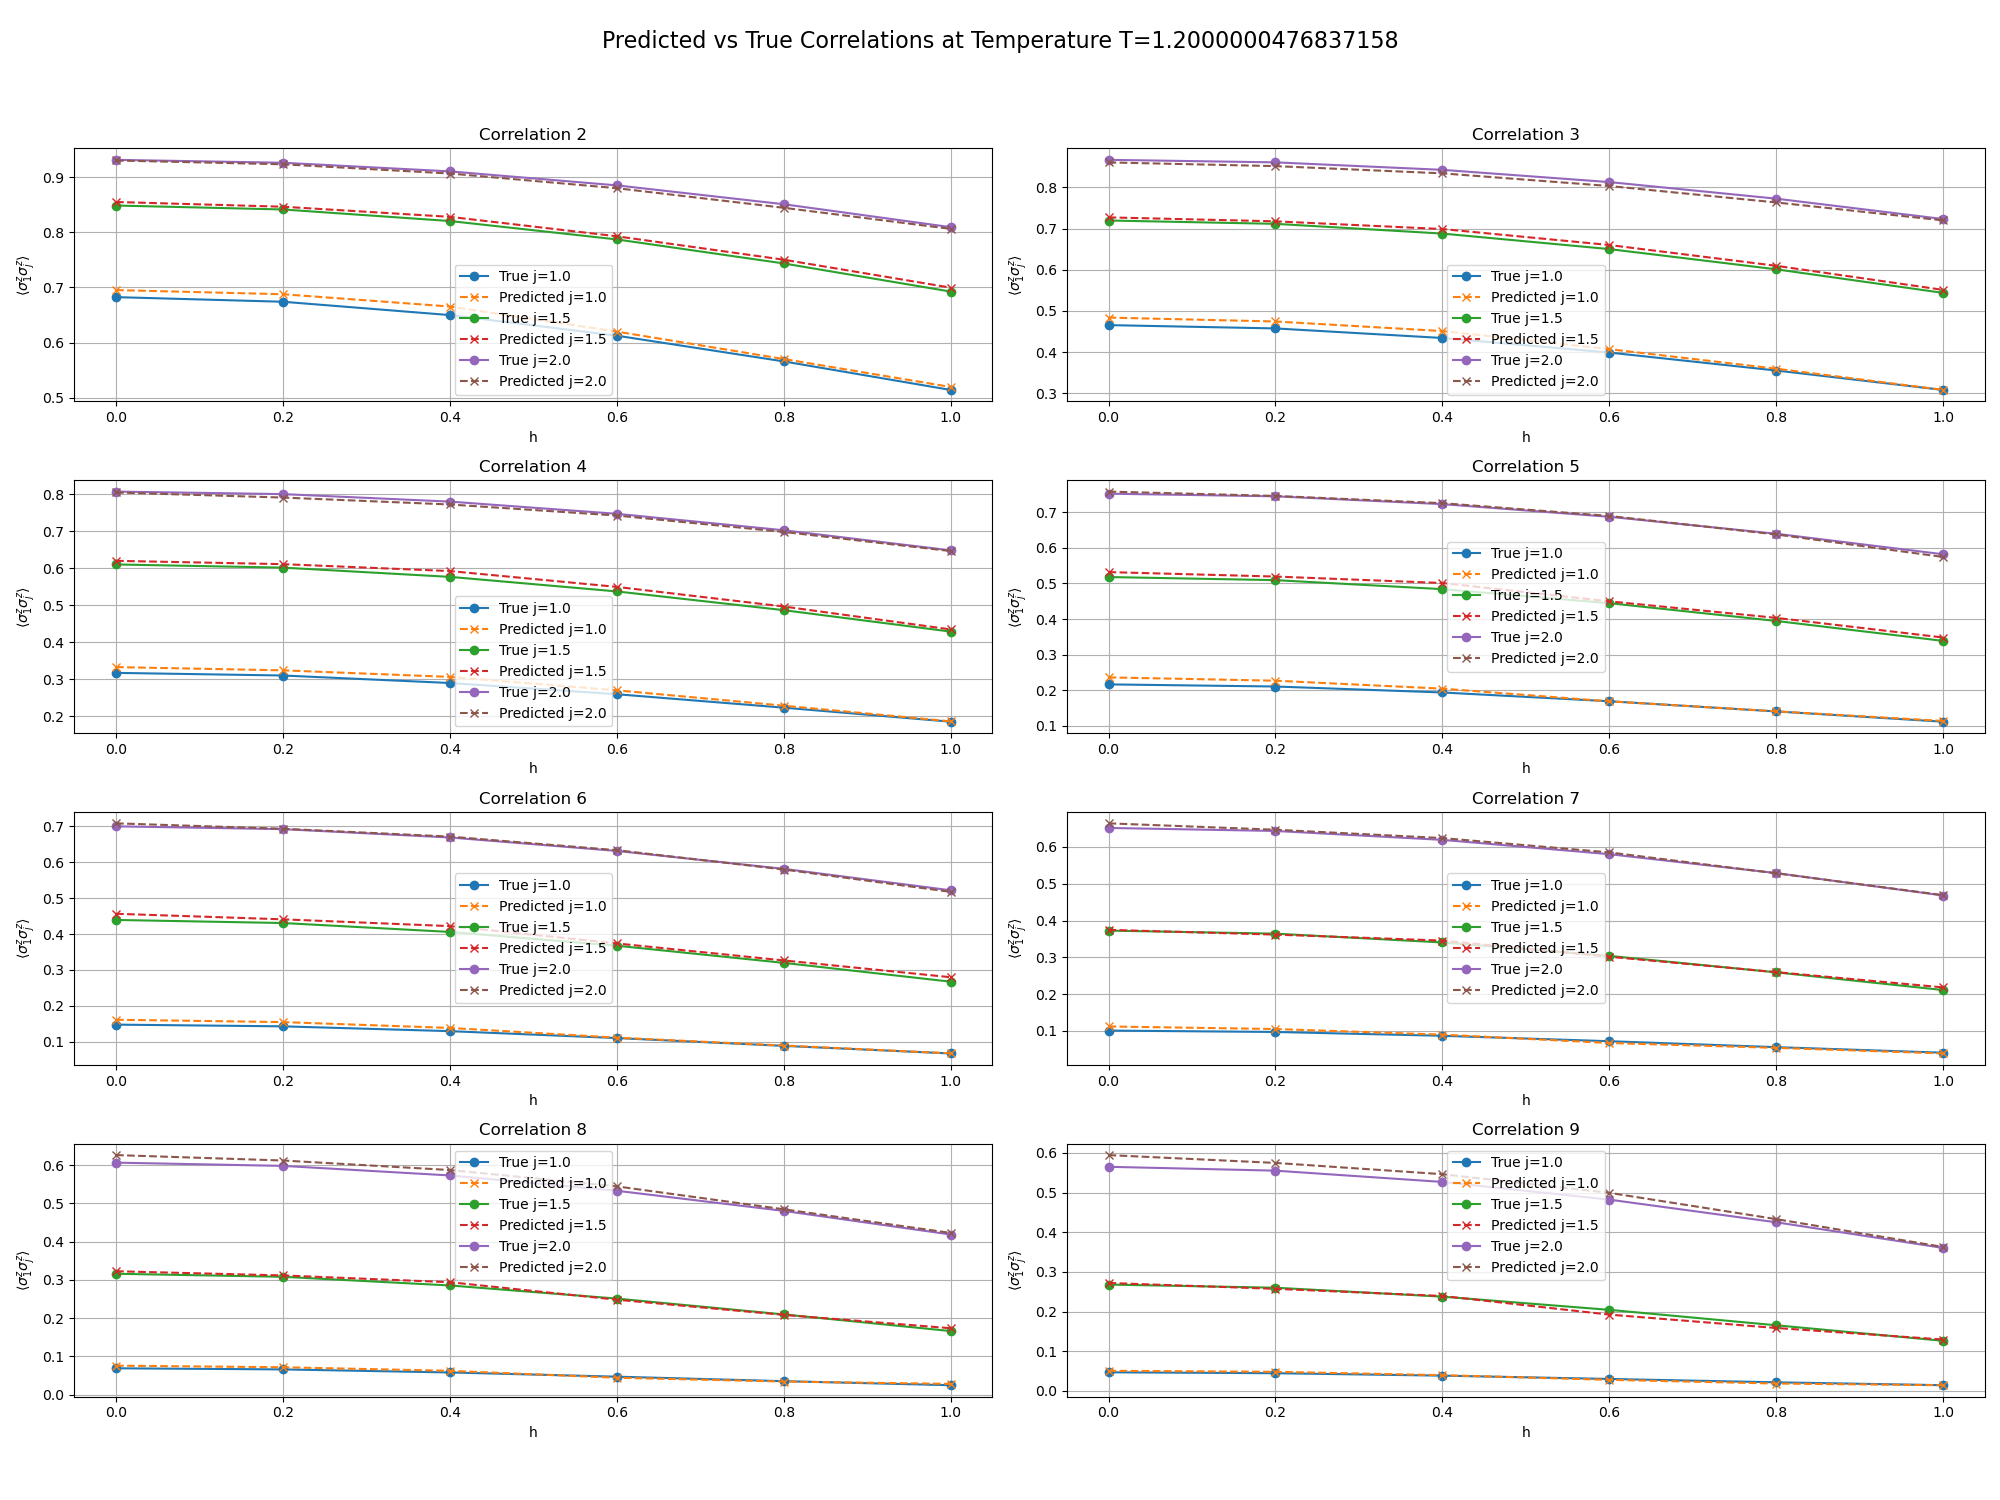 Predicted vs True Correlations at Temperature T=1.2000000476837158
Correlation 2
⟨σ₁ᶻσⱼᶻ⟩
0.9
0.8
0.7
0.6
0.5
True j=1.0
Predicted j=1.0
True j=1.5
Predicted j=1.5
True j=2.0
Predicted j=2.0
0.0 0.2 0.4 0.6 0.8 1.0
h
Correlation 3
⟨σ₁ᶻσⱼᶻ⟩
0.8
0.7
0.6
0.5
0.4
0.3
True j=1.0
Predicted j=1.0
True j=1.5
Predicted j=1.5
True j=2.0
Predicted j=2.0
0.0 0.2 0.4 0.6 0.8 1.0
h
Correlation 4
⟨σ₁ᶻσⱼᶻ⟩
0.8
0.7
0.6
0.5
0.4
0.3
0.2
True j=1.0
Predicted j=1.0
True j=1.5
Predicted j=1.5
True j=2.0
Predicted j=2.0
0.0 0.2 0.4 0.6 0.8 1.0
h
Correlation 5
⟨σ₁ᶻσⱼᶻ⟩
0.7
0.6
0.5
0.4
0.3
0.2
0.1
True j=1.0
Predicted j=1.0
True j=1.5
Predicted j=1.5
True j=2.0
Predicted j=2.0
0.0 0.2 0.4 0.6 0.8 1.0
h
Correlation 6
⟨σ₁ᶻσⱼᶻ⟩
0.7
0.6
0.5
0.4
0.3
0.2
0.1
True j=1.0
Predicted j=1.0
True j=1.5
Predicted j=1.5
True j=2.0
Predicted j=2.0
0.0 0.2 0.4 0.6 0.8 1.0
h
Correlation 7
⟨σ₁ᶻσⱼᶻ⟩
0.6
0.5
0.4
0.3
0.2
0.1
True j=1.0
Predicted j=1.0
True j=1.5
Predicted j=1.5
True j=2.0
Predicted j=2.0
0.0 0.2 0.4 0.6 0.8 1.0
h
Correlation 8
⟨σ₁ᶻσⱼᶻ⟩
0.6
0.5
0.4
0.3
0.2
0.1
0.0
True j=1.0
Predicted j=1.0
True j=1.5
Predicted j=1.5
True j=2.0
Predicted j=2.0
0.0 0.2 0.4 0.6 0.8 1.0
h
Correlation 9
⟨σ₁ᶻσⱼᶻ⟩
0.6
0.5
0.4
0.3
0.2
0.1
0.0
True j=1.0
Predicted j=1.0
True j=1.5
Predicted j=1.5
True j=2.0
Predicted j=2.0
0.0 0.2 0.4 0.6 0.8 1.0
h